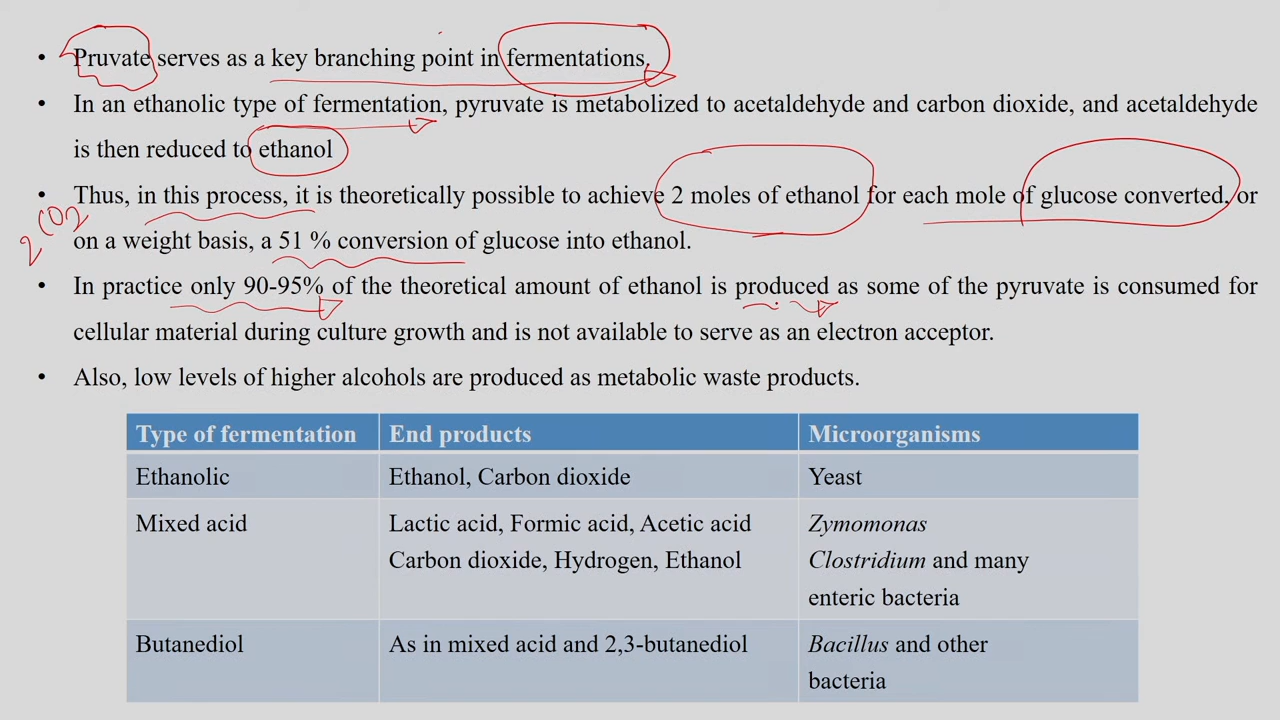 • Pruvate serves as a key branching point in fermentations.
• In an ethanolic type of fermentation, pyruvate is metabolized to acetaldehyde and carbon dioxide, and acetaldehyde
is then reduced to ethanol
• Thus, in this process, it is theoretically possible to achieve 2 moles of ethanol for each mole of glucose converted, or
2 CO2
on a weight basis, a 51 % conversion of glucose into ethanol.
• In practice only 90-95% of the theoretical amount of ethanol is produced as some of the pyruvate is consumed for
cellular material during culture growth and is not available to serve as an electron acceptor.
• Also, low levels of higher alcohols are produced as metabolic waste products.
Type of fermentation End products Microorganisms
Ethanolic Ethanol, Carbon dioxide Yeast
Mixed acid Lactic acid, Formic acid, Acetic acid Zymomonas
Carbon dioxide, Hydrogen, Ethanol Clostridium and many
enteric bacteria
Butanediol As in mixed acid and 2,3-butanediol Bacillus and other
bacteria